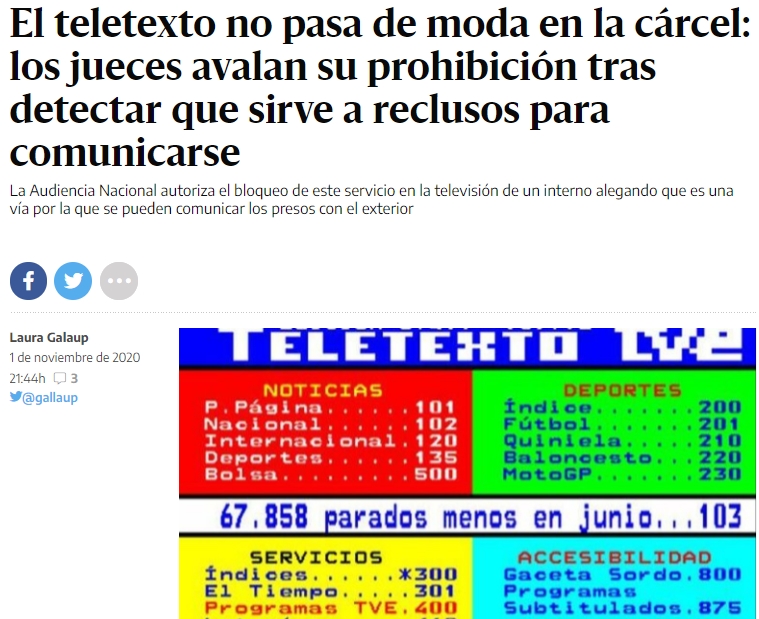 El teletexto no pasa de moda en la cárcel:
los jueces avalan su prohibición tras
detectar que sirve a reclusos para
comunicarse
La Audiencia Nacional autoriza el bloqueo de este servicio en la televisión de un interno alegando que es una
vía por la que se pueden comunicar los presos con el exterior
Laura Galaup
1 de noviembre de 2020
21:44h 3
@gallaup
TELETEXTO tve
NOTICIAS
P.Página.......101
Nacional.......102
Internacional.120
Deportes.......135
Bolsa..........500
DEPORTES
Índice.......200
Fútbol.......201
Quiniela.....210
Baloncesto...220
MotoGP.......230
67.858 parados menos en junio...103
SERVICIOS
Índices......*300
El Tiempo.....301
Programas TVE.400
ACCESIBILIDAD
Gaceta Sordo.800
Programas
Subtitulados.875